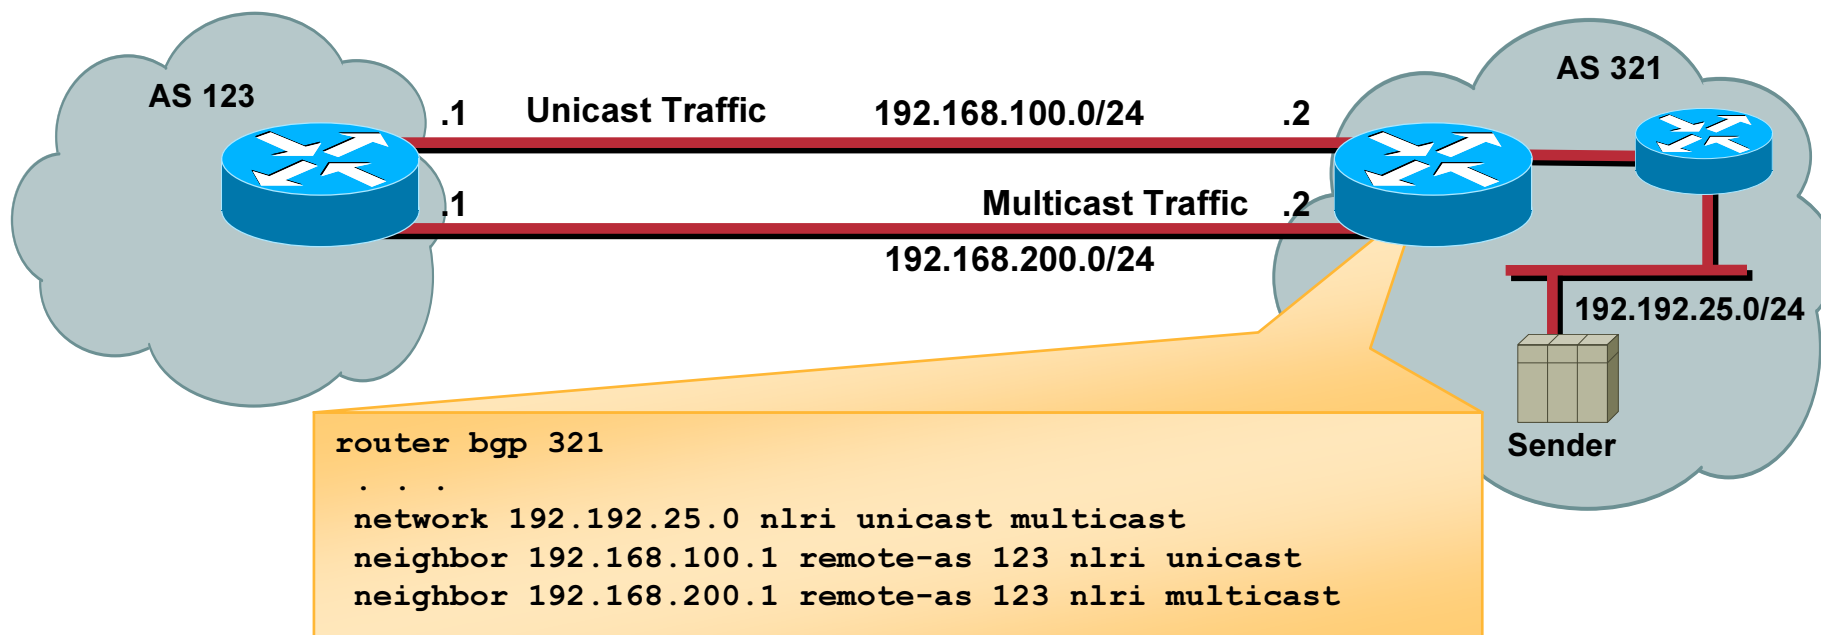 AS 123
AS 321
.1 Unicast Traffic 192.168.100.0/24 .2
.1 Multicast Traffic .2
192.168.200.0/24
192.192.25.0/24
Sender
router bgp 321
. . .
network 192.192.25.0 nlri unicast multicast
neighbor 192.168.100.1 remote-as 123 nlri unicast
neighbor 192.168.200.1 remote-as 123 nlri multicast